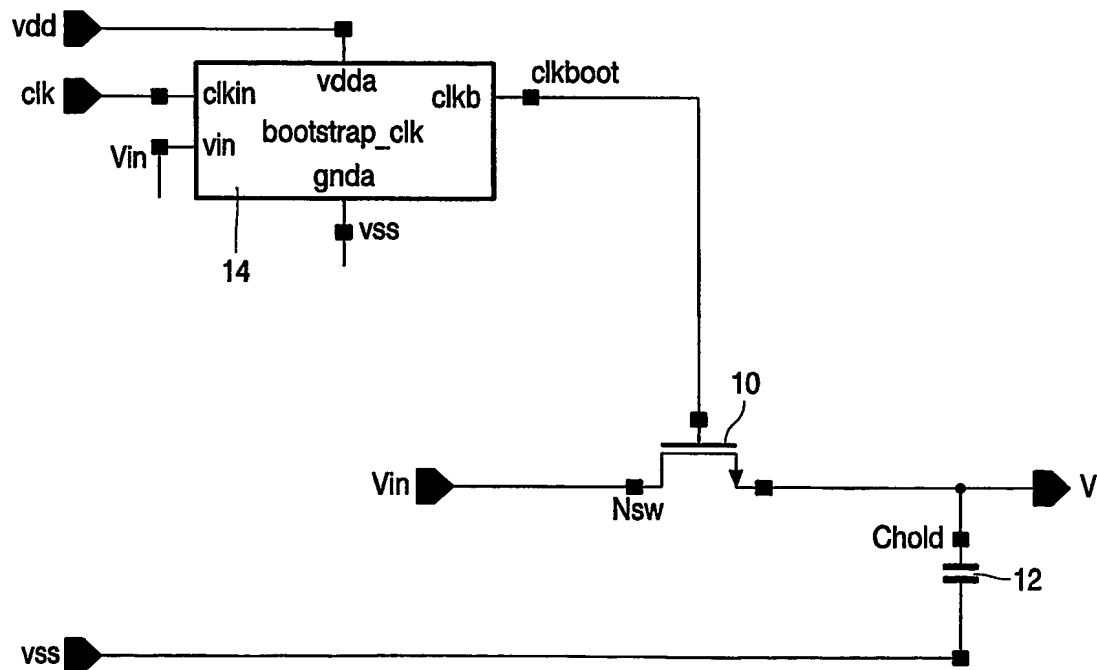 vdd
vdda
clkboot
clk
clkin
clkb
bootstrap_clk
Vin
vin
gnda
vss
14
10
Vin
Nsw
V
Chold
12
vss